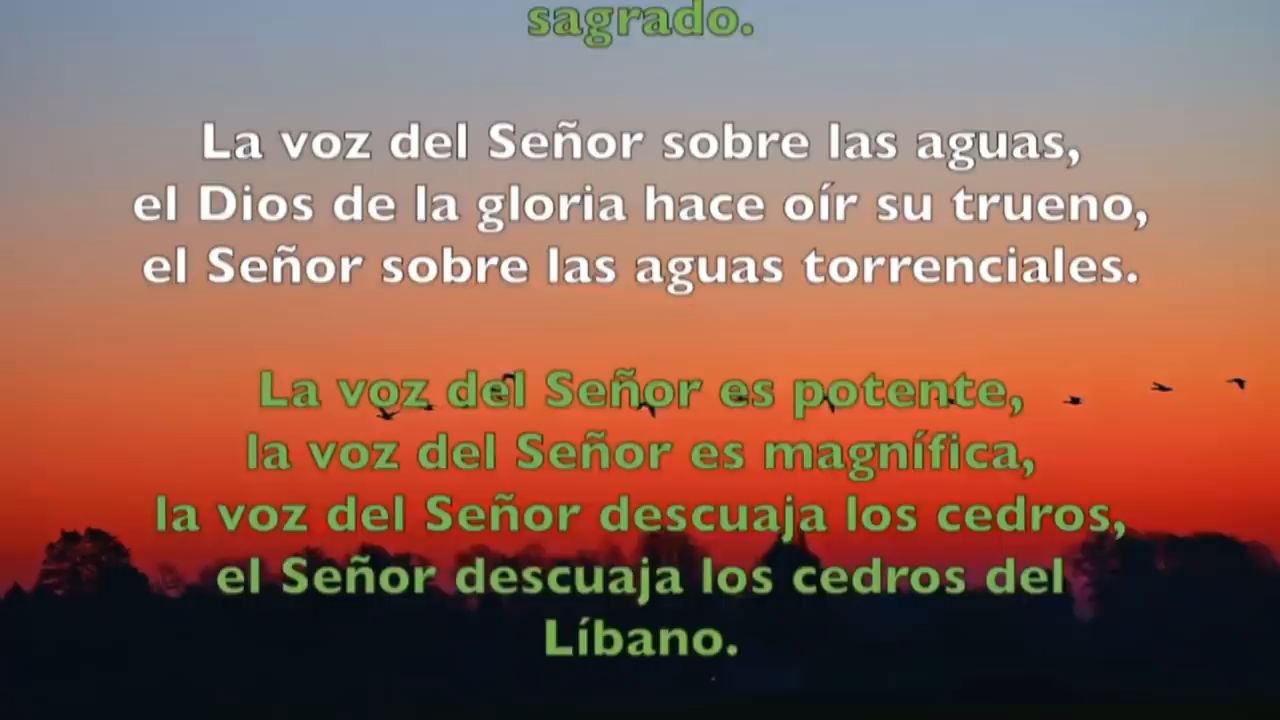 sagrado.
La voz del Señor sobre las aguas,
el Dios de la gloria hace oír su trueno,
el Señor sobre las aguas torrenciales.
La voz del Señor es potente,
la voz del Señor es magnífica,
la voz del Señor descuaja los cedros,
el Señor descuaja los cedros del
Líbano.